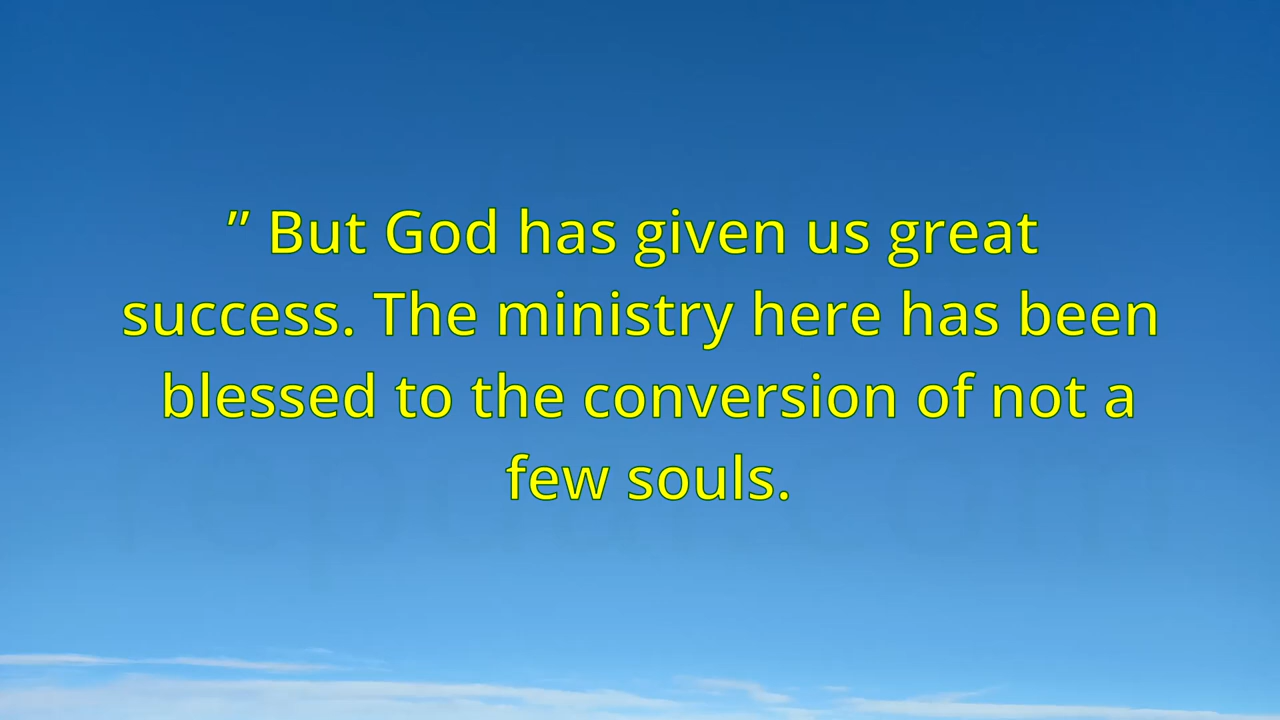 ” But God has given us great
success. The ministry here has been
blessed to the conversion of not a
few souls.